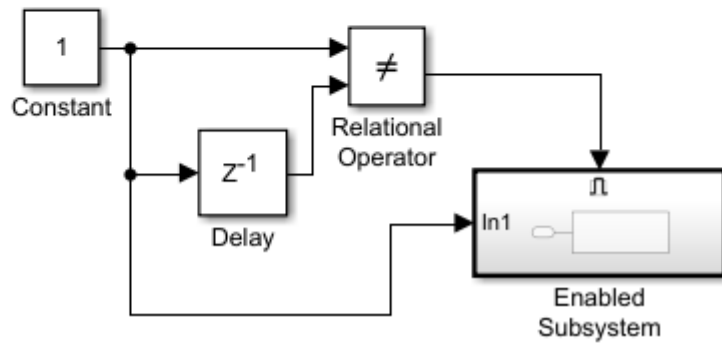 1
Constant
≠
Relational
Operator
Z-1
Delay
In1
Enabled
Subsystem